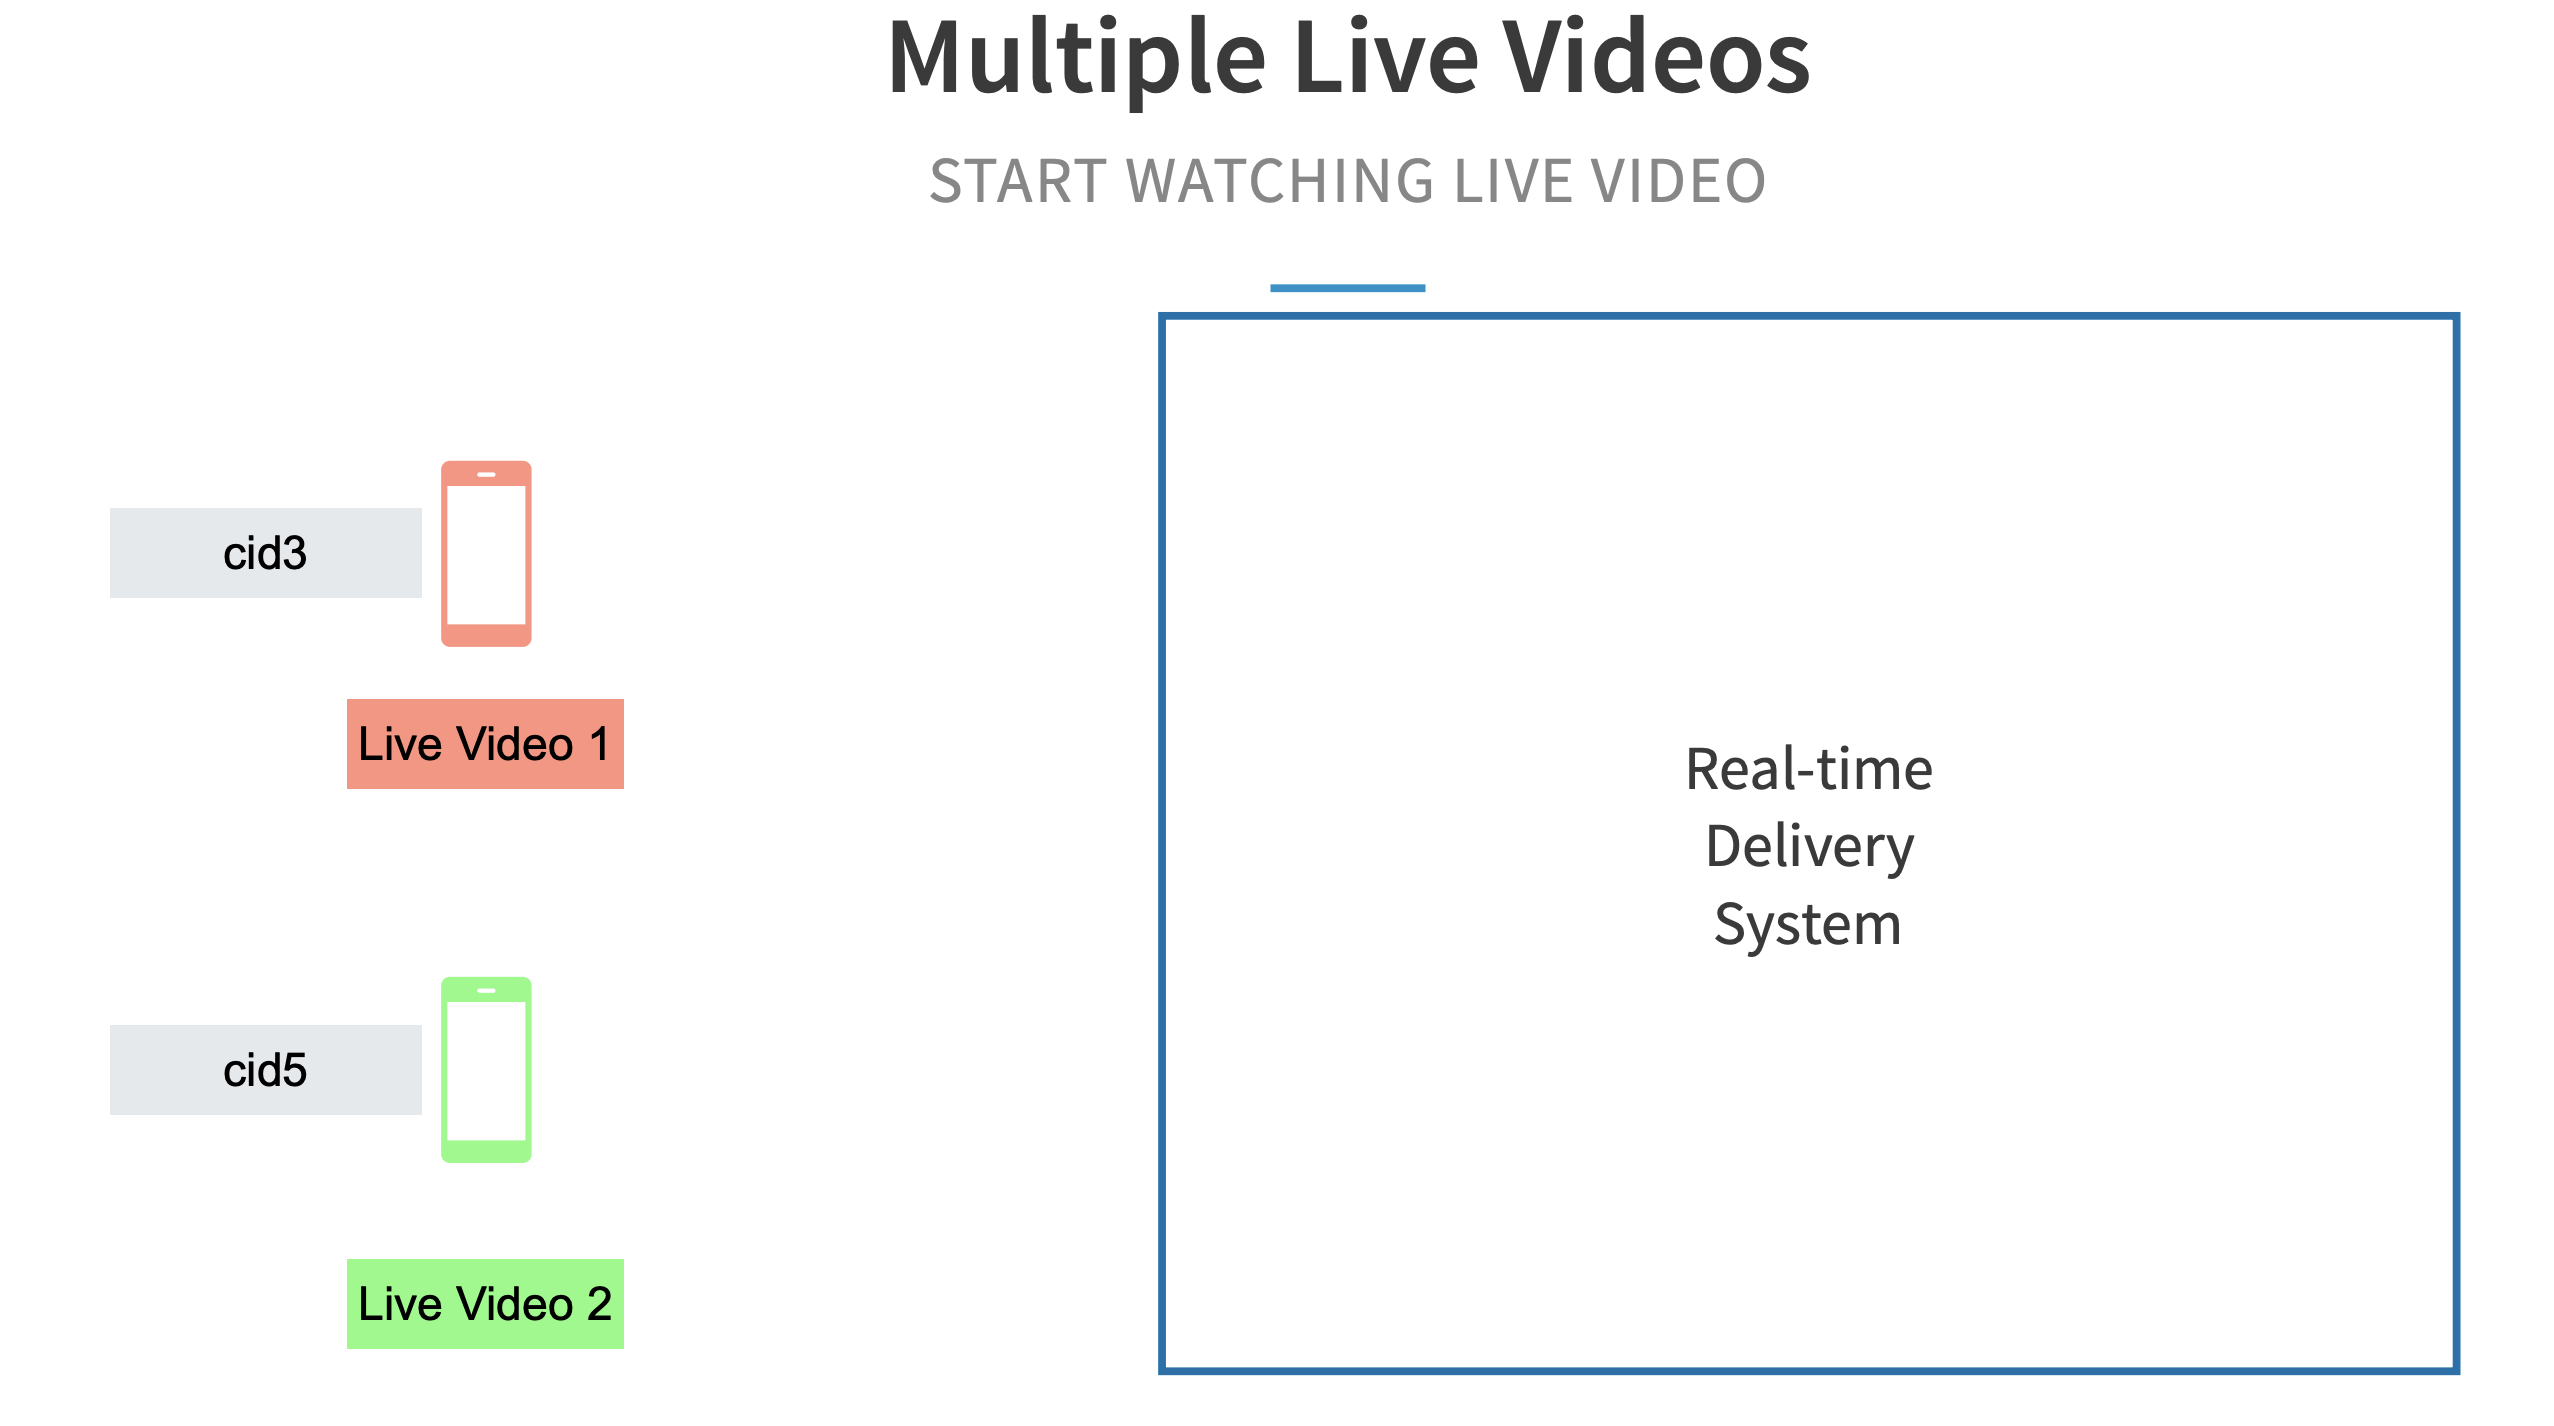 Multiple Live Videos
START WATCHING LIVE VIDEO
cid3
Live Video 1
cid5
Live Video 2
Real-time
Delivery
System